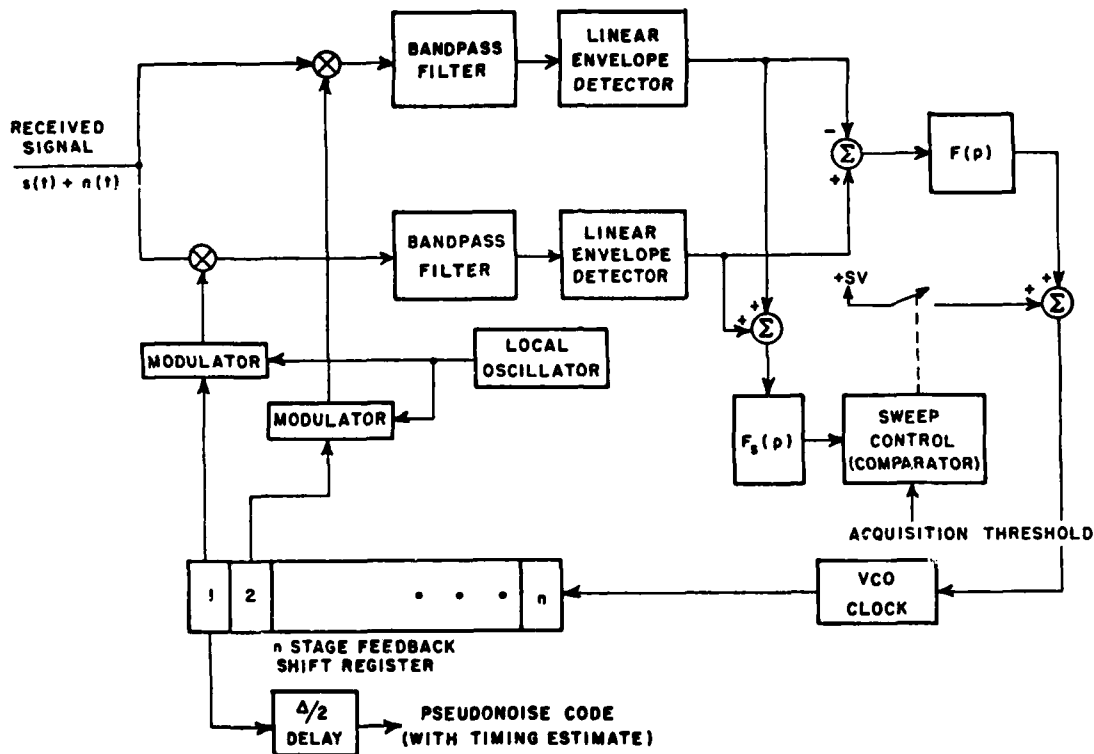 BANDPASS
FILTER
LINEAR
ENVELOPE
DETECTOR
RECEIVED
SIGNAL
s(t) + n(t)
-
Σ
+
F(p)
BANDPASS
FILTER
LINEAR
ENVELOPE
DETECTOR
+SV
+ +
Σ
+ +
Σ
MODULATOR
LOCAL
OSCILLATOR
MODULATOR
Fs(p)
SWEEP
CONTROL
(COMPARATOR)
ACQUISITION THRESHOLD
1 2 • • • n
VCO
CLOCK
n STAGE FEEDBACK
SHIFT REGISTER
Δ/2
DELAY
PSEUDONOISE CODE
(WITH TIMING ESTIMATE)